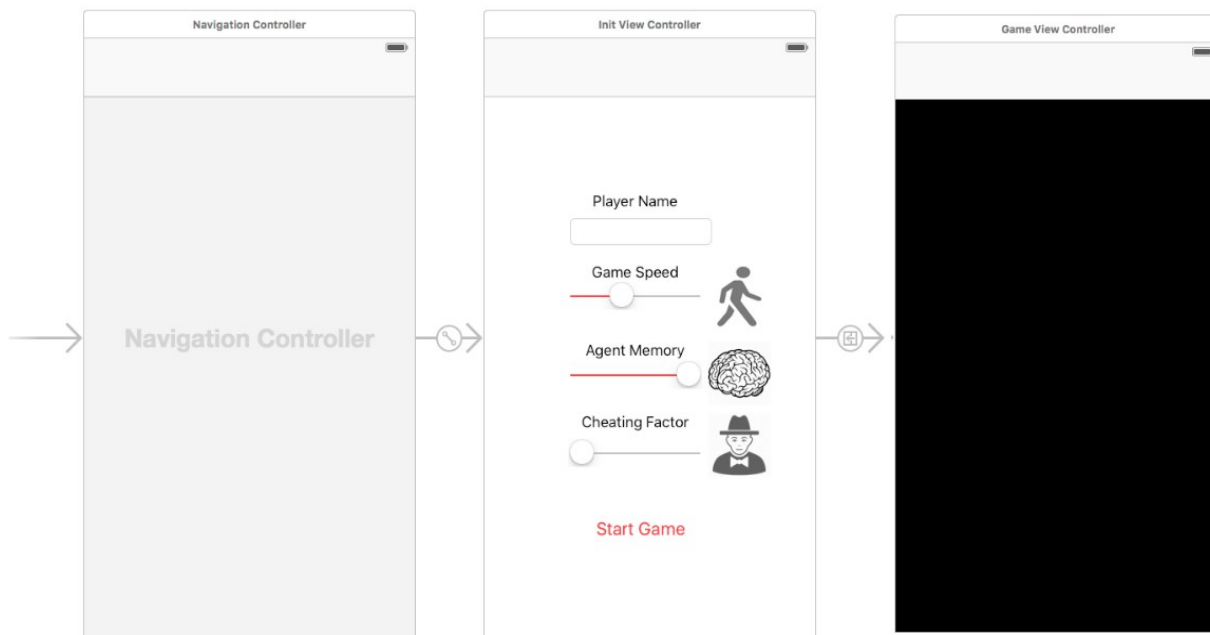 Navigation Controller
Init View Controller
Game View Controller
Navigation Controller
Player Name
Game Speed
Agent Memory
Cheating Factor
Start Game